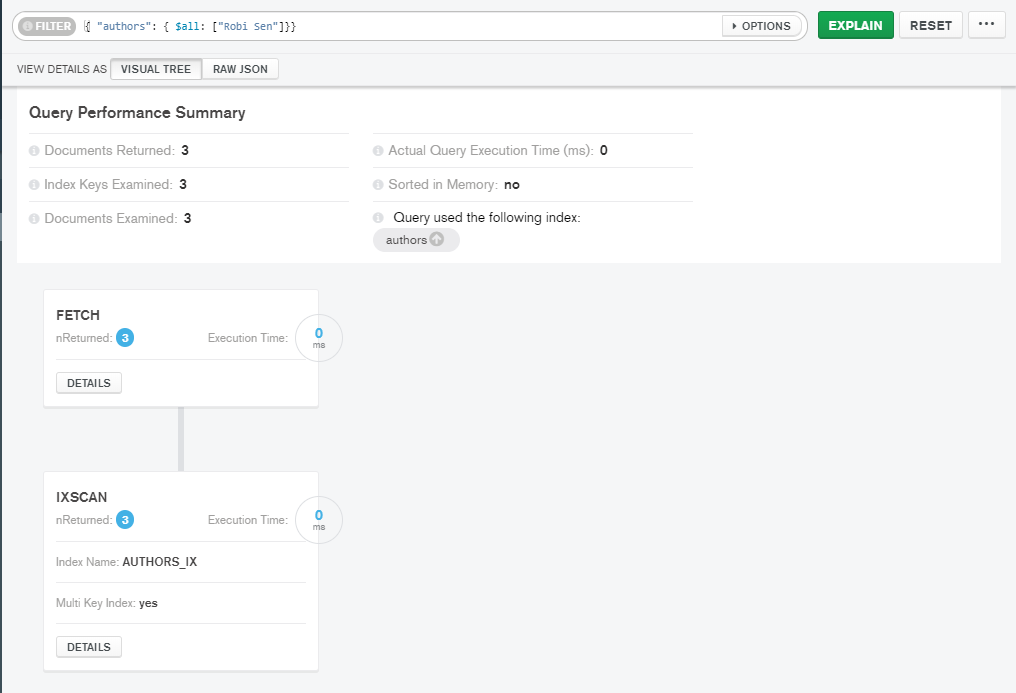 FILTER { "authors": { $all: ["Robi Sen"]}} OPTIONS EXPLAIN RESET ...
VIEW DETAILS AS VISUAL TREE RAW JSON
Query Performance Summary
Documents Returned: 3
Actual Query Execution Time (ms): 0
Index Keys Examined: 3
Sorted in Memory: no
Documents Examined: 3
Query used the following index:
authors
FETCH
nReturned: 3 Execution Time: 0 ms
DETAILS
IXSCAN
nReturned: 3 Execution Time: 0 ms
Index Name: AUTHORS_IX
Multi Key Index: yes
DETAILS